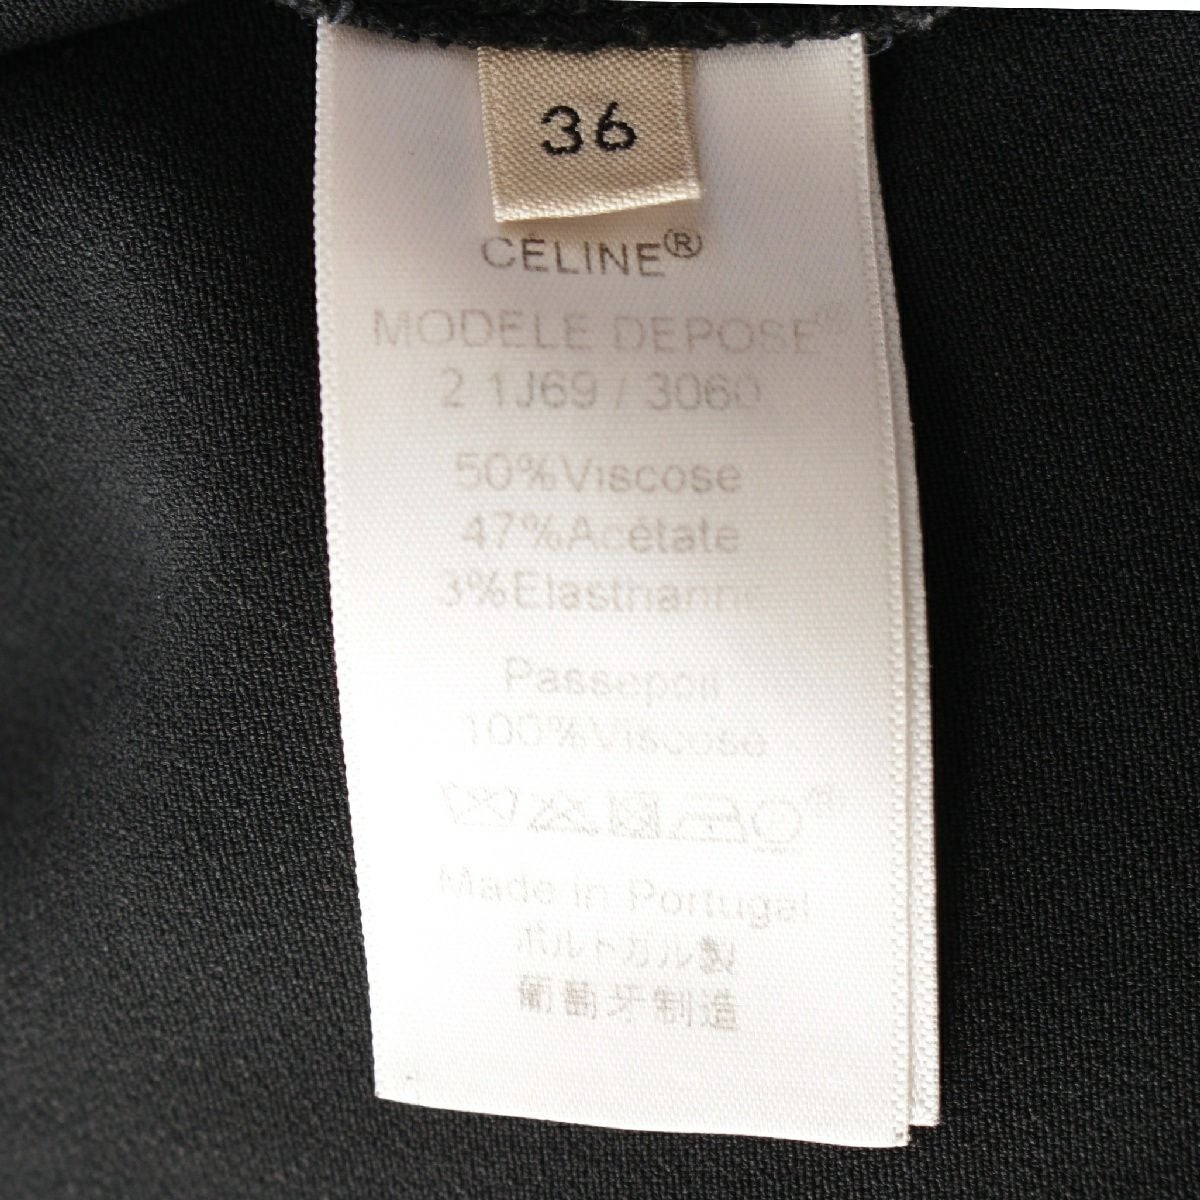 36
CÉLINE®
MODELE DEPOSE®
2 1J69 / 3060
50%Viscose
47%Acétate
3%Elasthanne
Passepoil
100%Viscose
Made in Portugal
ポルトガル製
葡萄牙制造